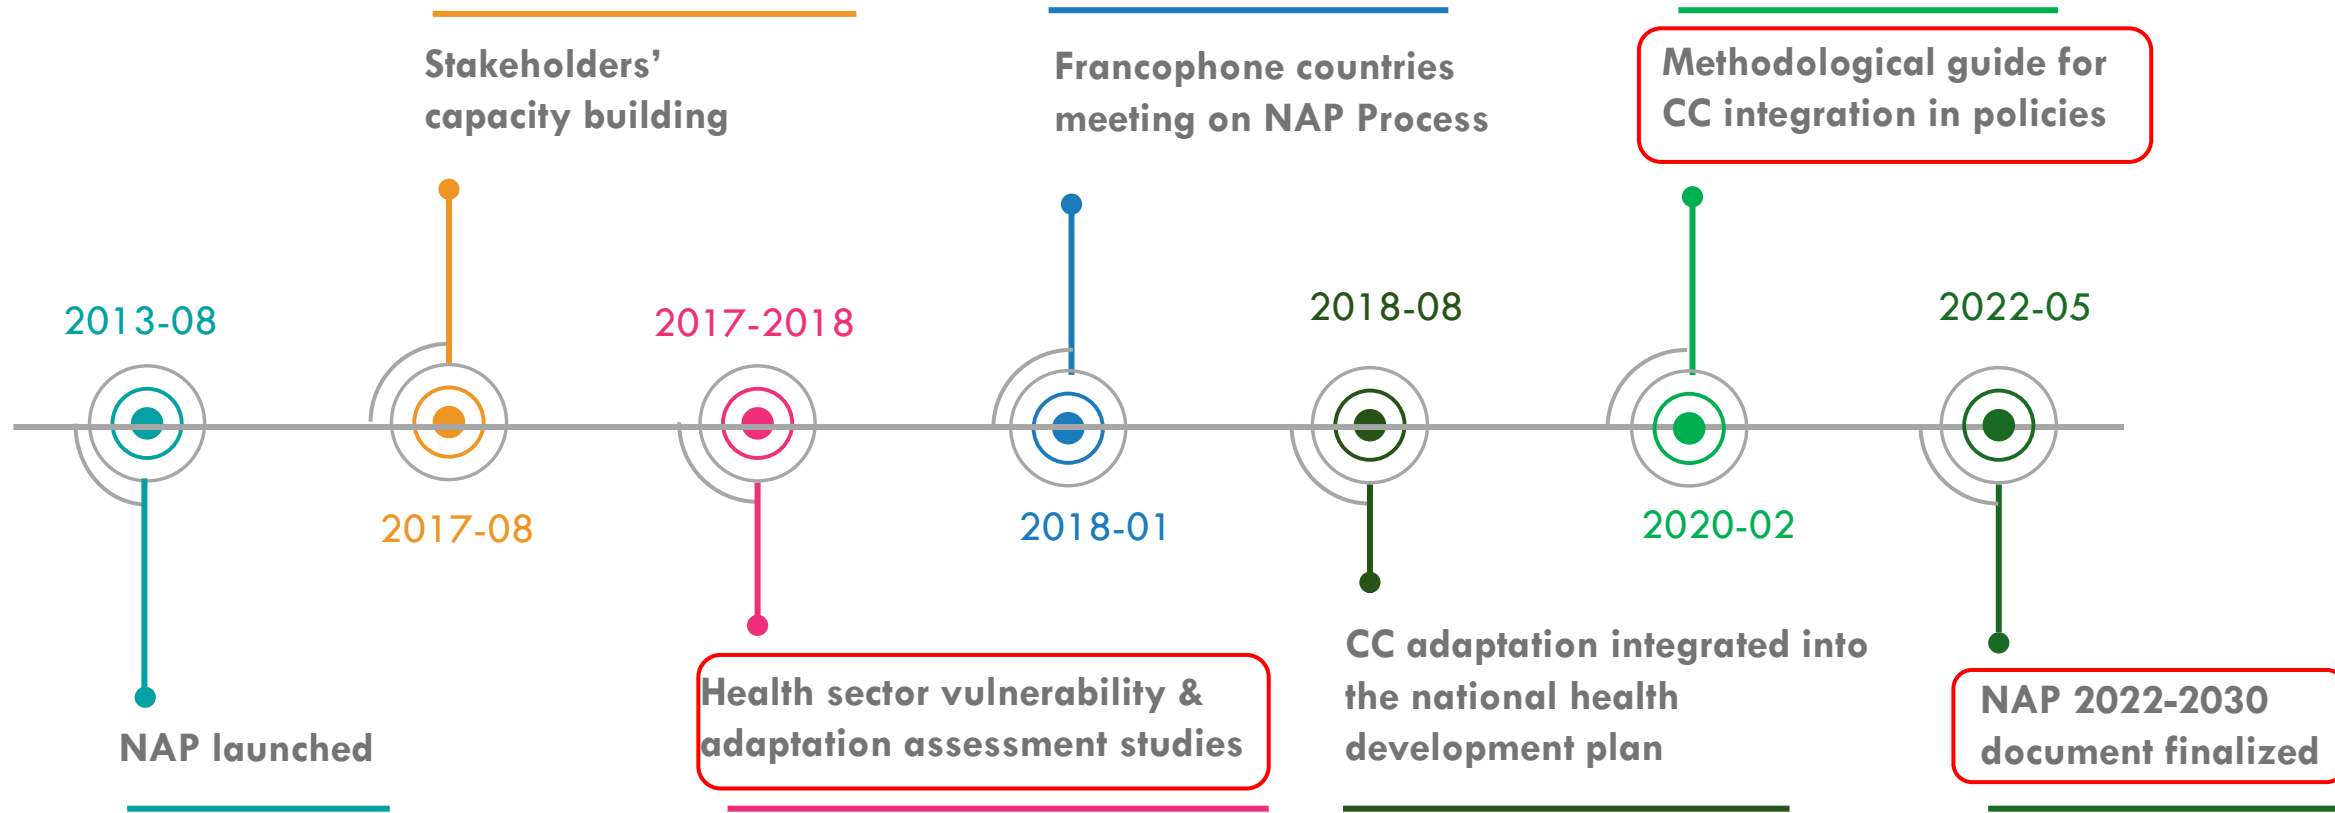 Stakeholders’
capacity building
Francophone countries
meeting on NAP Process
Methodological guide for
CC integration in policies
2013-08
2017-2018
2018-08
2022-05
2017-08
2018-01
2020-02
NAP launched
Health sector vulnerability &
adaptation assessment studies
CC adaptation integrated into
the national health
development plan
NAP 2022-2030
document finalized